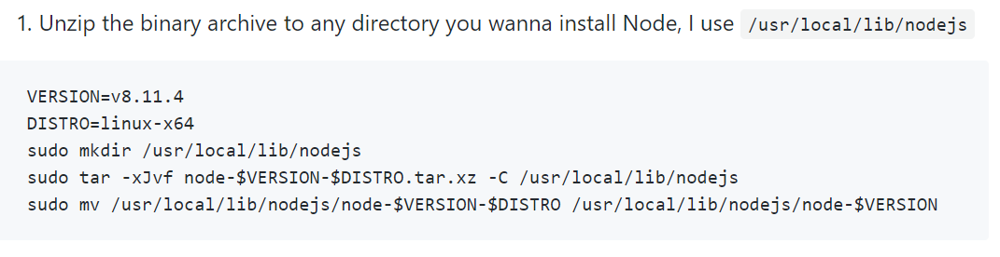 1. Unzip the binary archive to any directory you wanna install Node, I use /usr/local/lib/nodejs
VERSION=v8.11.4
DISTRO=linux-x64
sudo mkdir /usr/local/lib/nodejs
sudo tar -xJvf node-$VERSION-$DISTRO.tar.xz -C /usr/local/lib/nodejs
sudo mv /usr/local/lib/nodejs/node-$VERSION-$DISTRO /usr/local/lib/nodejs/node-$VERSION